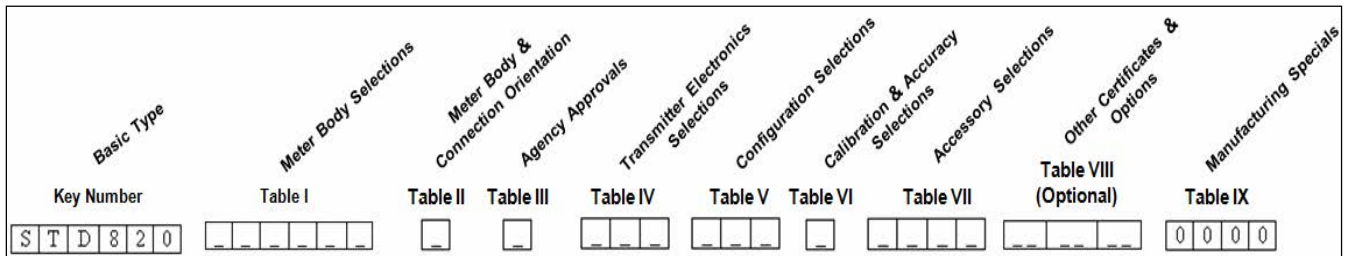 Basic Type
Meter Body Selections
Meter Body &
Connection Orientation
Agency Approvals
Transmitter Electronics
Selections
Configuration Selections
Calibration & Accuracy
Selections
Accessory Selections
Other Certificates &
Options
Manufacturing Specials
Key Number
Table I
Table II
Table III
Table IV
Table V
Table VI
Table VII
Table VIII
(Optional)
Table IX
S T D 8 2 0
_ _ _ _ _ _
_
_
_ _ _
_ _ _
_
_ _ _ _
_ _ _ _ _ _
0 0 0 0